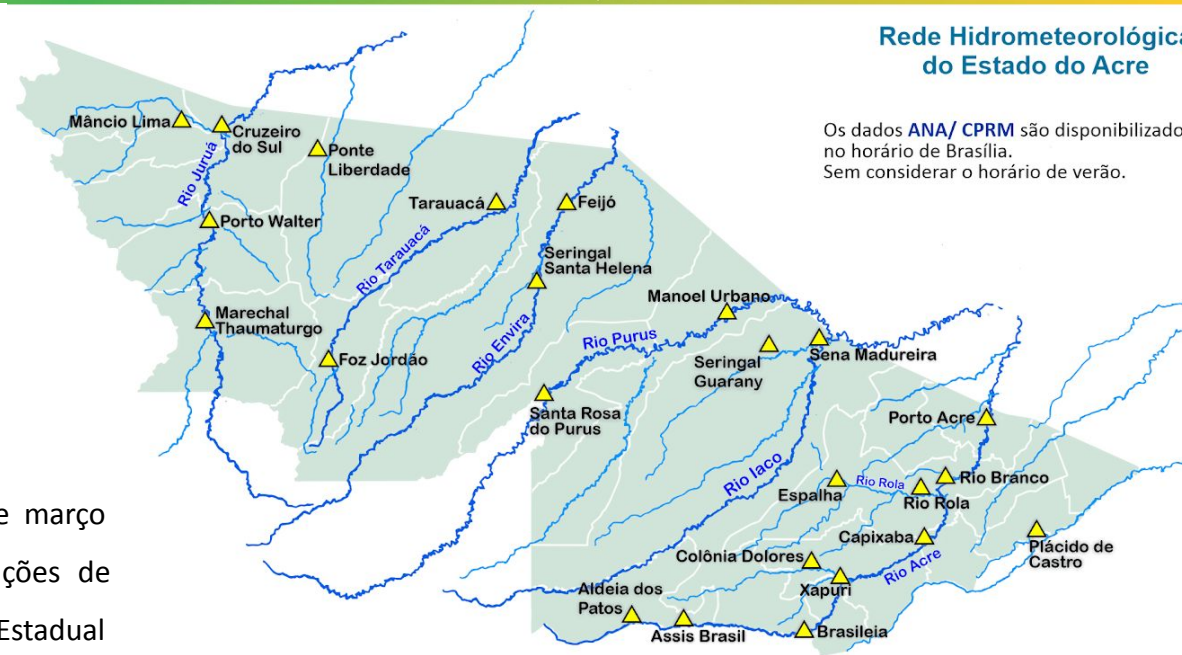 Rede Hidrometeorológica
do Estado do Acre
Os dados ANA/ CPRM são disponibilizado
no horário de Brasília.
Sem considerar o horário de verão.
Mâncio Lima
Cruzeiro
do Sul
Ponte
Liberdade
Rio Juruá
Porto Walter
Tarauacá
Feijó
Rio Tarauacá
Seringal
Santa Helena
Manoel Urbano
Marechal
Thaumaturgo
Foz Jordão
Rio Envira
Rio Purus
Seringal
Guarany
Sena Madureira
Santa Rosa
do Purus
Porto Acre
Rio Iaco
Espalha
Rio Rola
Rio Rola
Rio Branco
Capixaba
Plácido de
Castro
Colônia Dolores
Rio Acre
Xapuri
Aldeia dos
Patos
Assis Brasil
Brasileia
e março
ções de
Estadual